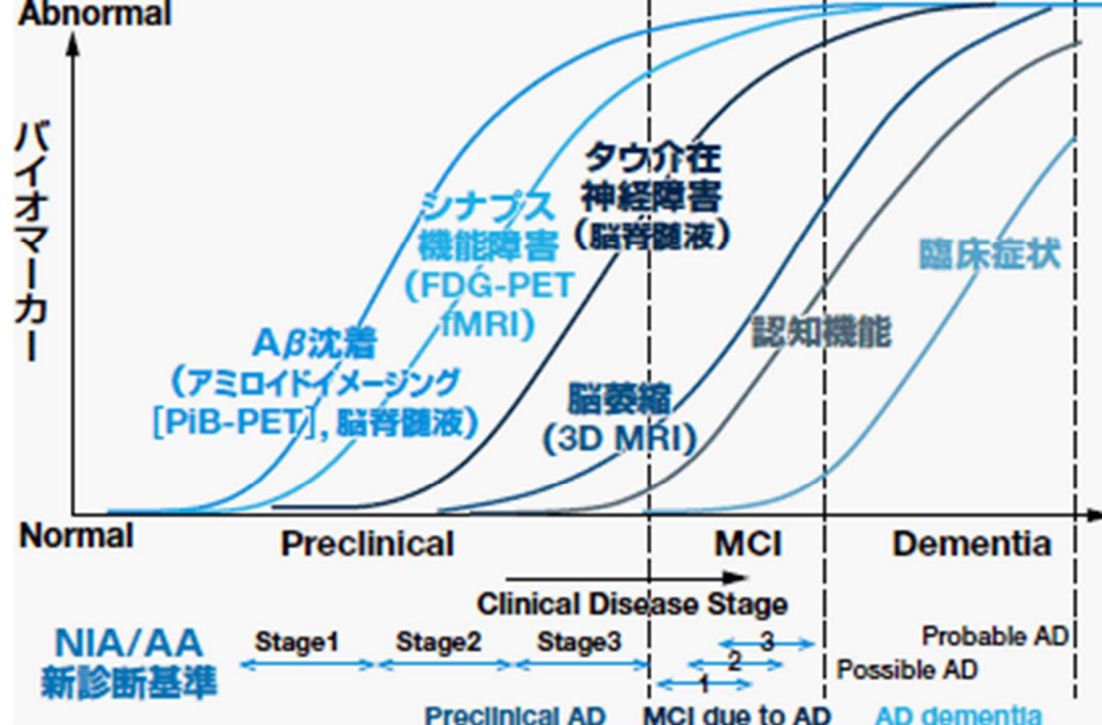 Abnormal
バイオマーカー
タウ介在
神経障害
(脳脊髄液)
シナプス
機能障害
(FDG-PET
fMRI)
臨床症状
認知機能
Aβ沈着
(アミロイドイメージング
[PiB-PET], 脳脊髄液)
脳萎縮
(3D MRI)
Normal
Preclinical
MCI
Dementia
Clinical Disease Stage
NIA/AA
新診断基準
Stage1
Stage2
Stage3
3
2
1
Probable AD
Possible AD
Preclinical AD
MCI due to AD
AD dementia